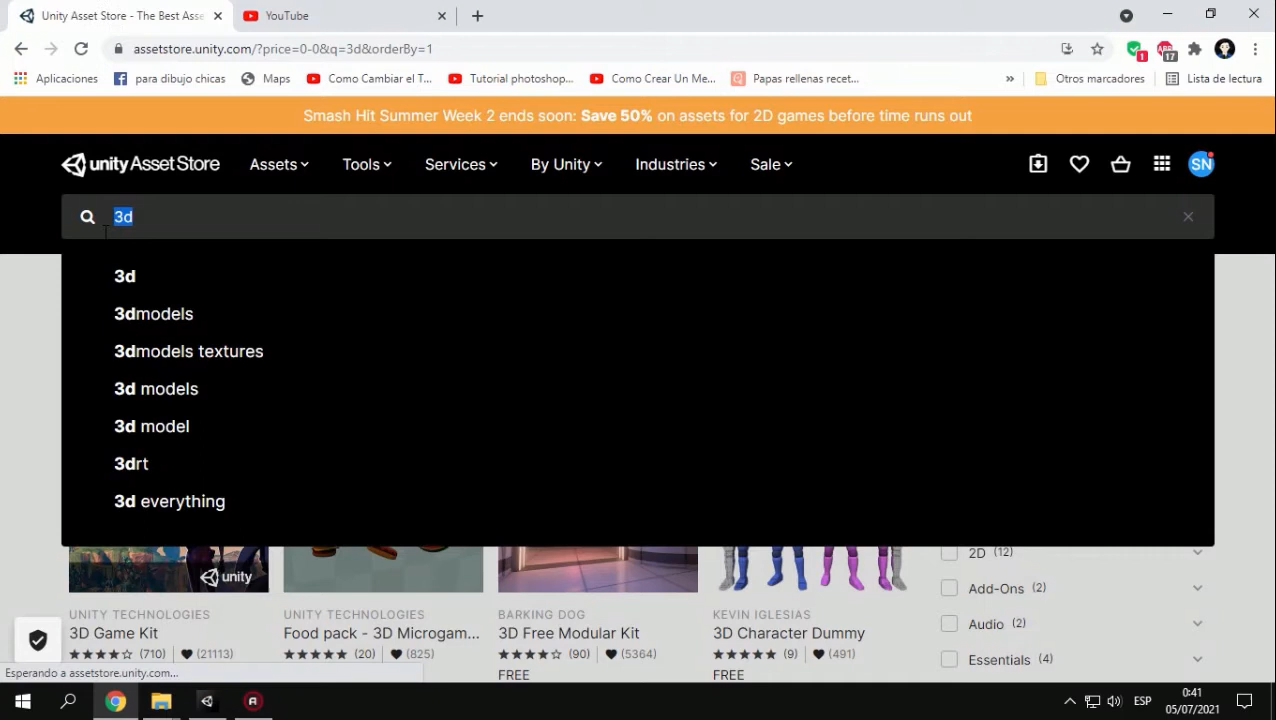 Unity Asset Store - The Best Asse
YouTube
assetstore.unity.com/?price=0-0&q=3d&orderBy=1
1
17
Aplicaciones
para dibujo chicas
Maps
Como Cambiar el T...
Tutorial photoshop...
Como Crear Un Me...
Papas rellenas recet...
»
Otros marcadores
Lista de lectura
Smash Hit Summer Week 2 ends soon: Save 50% on assets for 2D games before time runs out
unity Asset Store
Assets
Tools
Services
By Unity
Industries
Sale
SN
3d
3d
3dmodels
3dmodels textures
3d models
3d model
3drt
3d everything
unity
2D (12)
Add-Ons (2)
Audio (2)
Essentials (4)
UNITY TECHNOLOGIES
3D Game Kit
(710) (21113)
UNITY TECHNOLOGIES
Food pack - 3D Microgam...
(20) (825)
BARKING DOG
3D Free Modular Kit
(90) (5364)
FREE
KEVIN IGLESIAS
3D Character Dummy
(9) (491)
FREE
Esperando a assetstore.unity.com...
ESP
0:41
05/07/2021